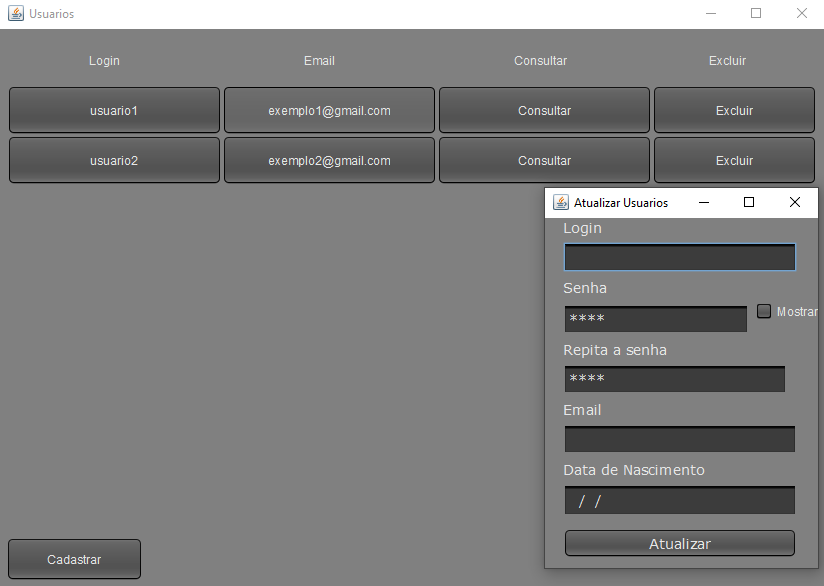 Usuarios
Login Email Consultar Excluir
usuario1 exemplo1@gmail.com Consultar Excluir
usuario2 exemplo2@gmail.com Consultar Excluir
Atualizar Usuarios
Login
Senha
**** Mostrar
Repita a senha
****
Email
Data de Nascimento
/ /
Atualizar
Cadastrar